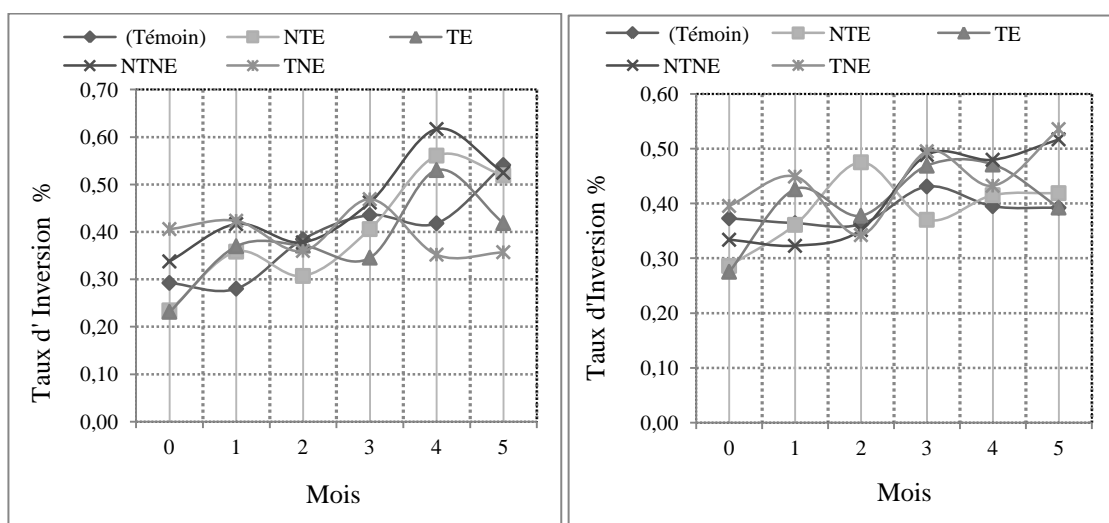 (Témoin) NTE TE
NTNE TNE
0,70
0,60
0,50
0,40
0,30
0,20
0,10
0,00
Taux d' Inversion %
0 1 2 3 4 5
Mois
(Témoin) NTE TE
NTNE TNE
0,60
0,50
0,40
0,30
0,20
0,10
0,00
Taux d'Inversion %
0 1 2 3 4 5
Mois